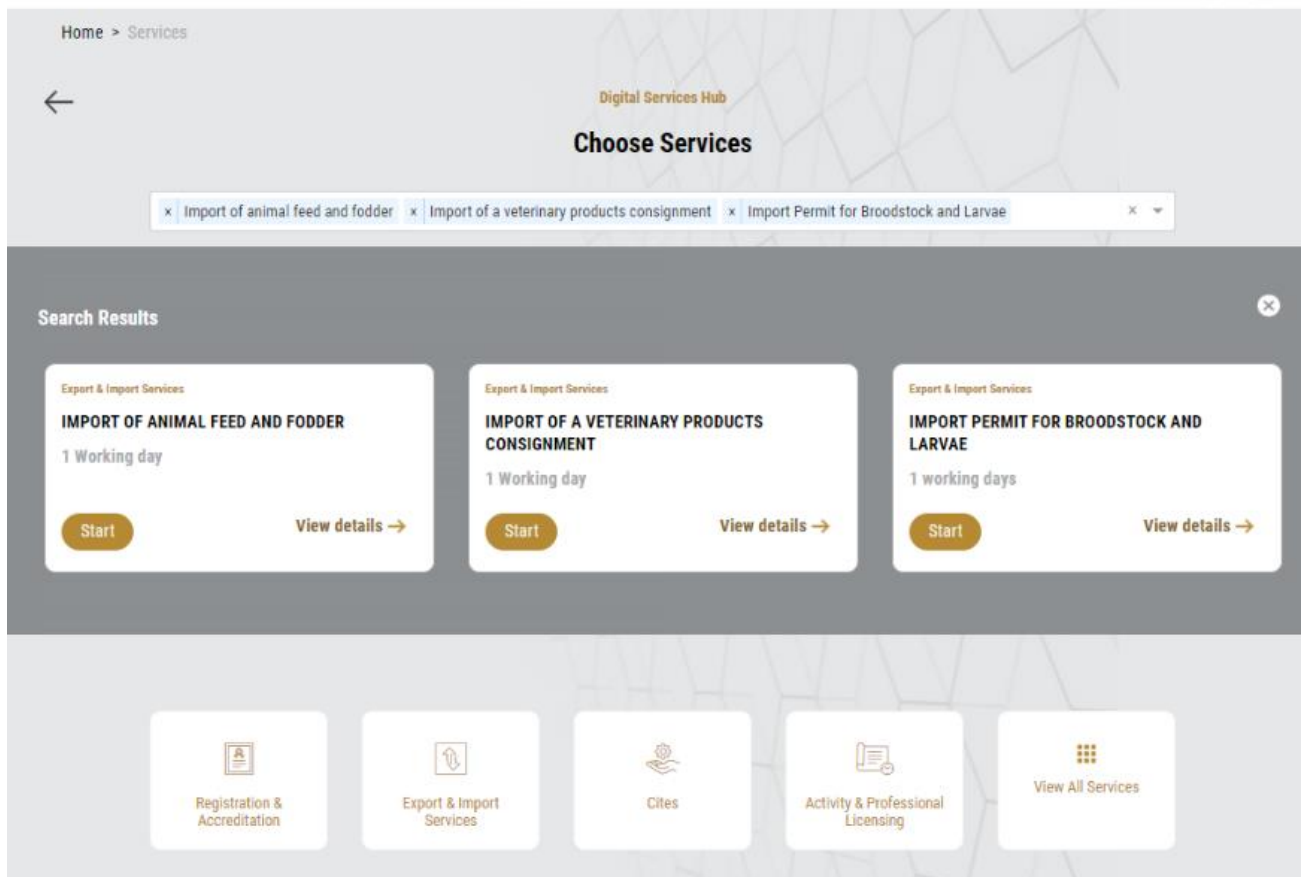 Home > Services
Digital Services Hub
Choose Services
× Import of animal feed and fodder × Import of a veterinary products consignment × Import Permit for Broodstock and Larvae ×
Search Results
Export & Import Services
IMPORT OF ANIMAL FEED AND FODDER
1 Working day
Start View details →
Export & Import Services
IMPORT OF A VETERINARY PRODUCTS
CONSIGNMENT
1 Working day
Start View details →
Export & Import Services
IMPORT PERMIT FOR BROODSTOCK AND
LARVAE
1 working days
Start View details →
Registration &
Accreditation
Export & Import
Services
Cites
Activity & Professional
Licensing
View All Services